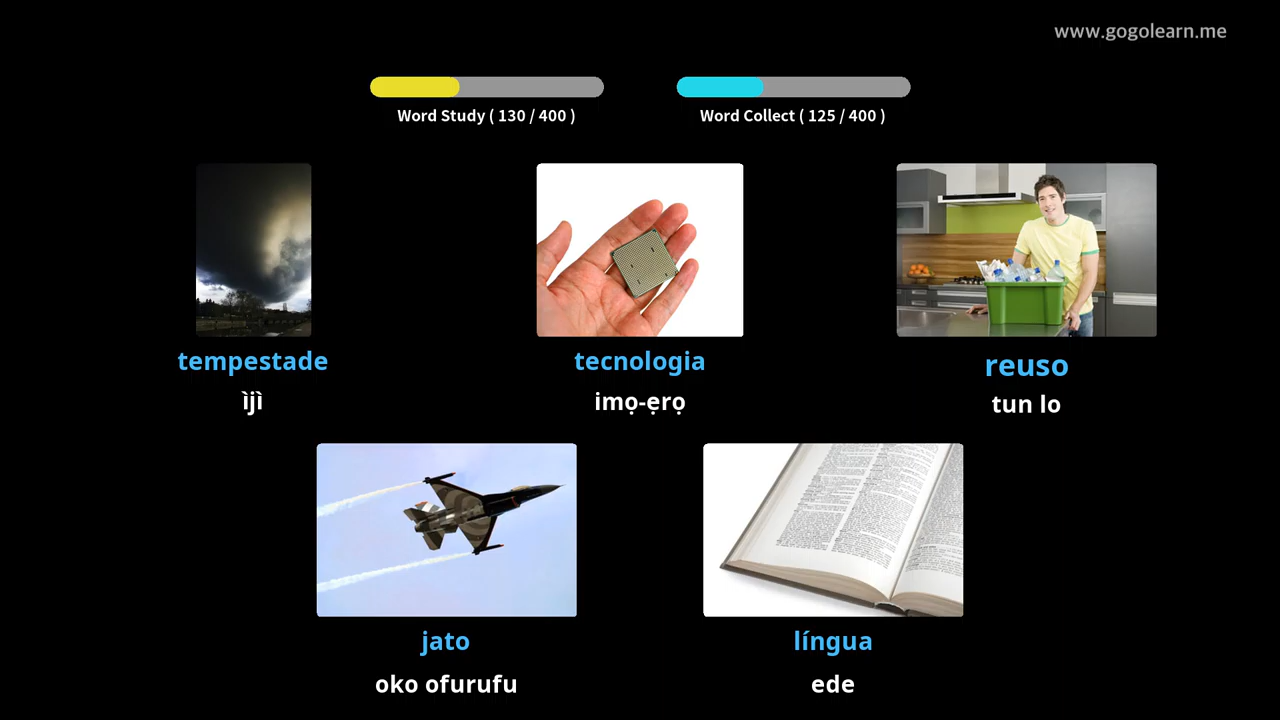 www.gogolearn.me
Word Study ( 130 / 400 )
Word Collect ( 125 / 400 )
tempestade
ìjì
tecnologia
imọ-ẹrọ
reuso
tun lo
jato
oko ofurufu
língua
ede